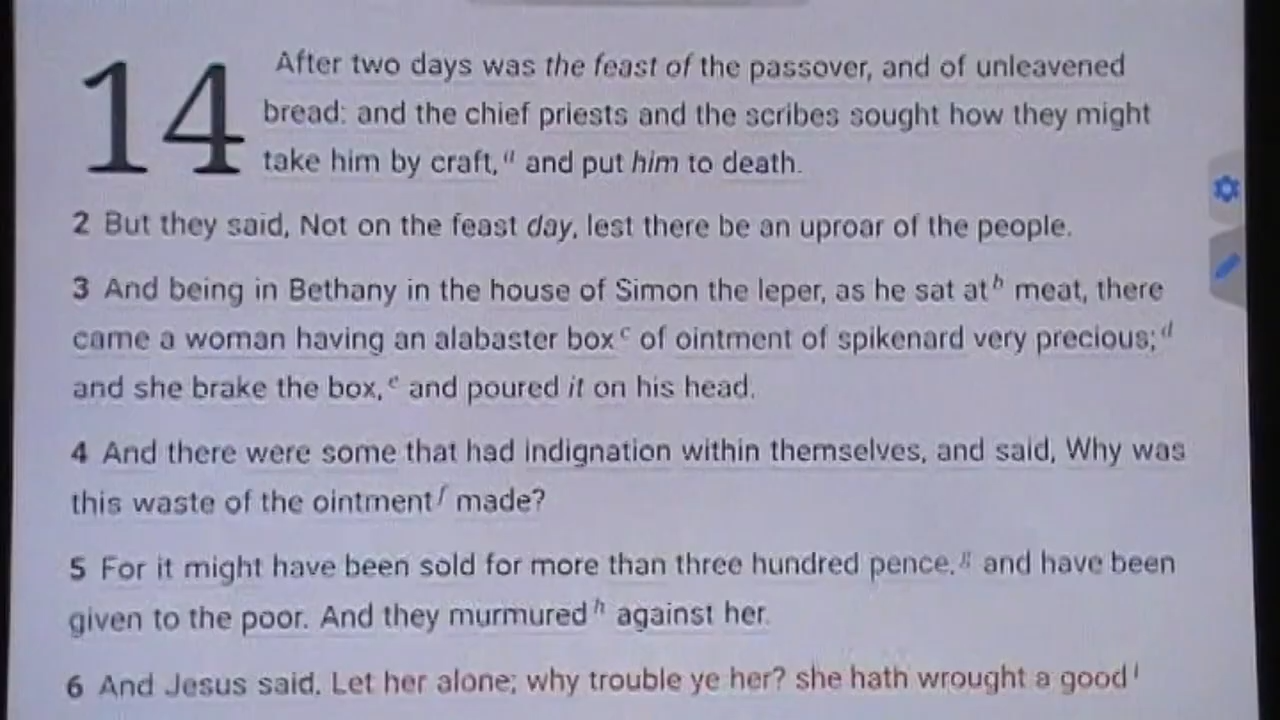 14 After two days was the feast of the passover, and of unleavened
bread: and the chief priests and the scribes sought how they might
take him by craft, a and put him to death.
2 But they said, Not on the feast day, lest there be an uproar of the people.
3 And being in Bethany in the house of Simon the leper, as he sat at b meat, there
came a woman having an alabaster box c of ointment of spikenard very precious; d
and she brake the box, e and poured it on his head.
4 And there were some that had indignation within themselves, and said, Why was
this waste of the ointment f made?
5 For it might have been sold for more than three hundred pence, g and have been
given to the poor. And they murmured h against her.
6 And Jesus said, Let her alone; why trouble ye her? she hath wrought a good i